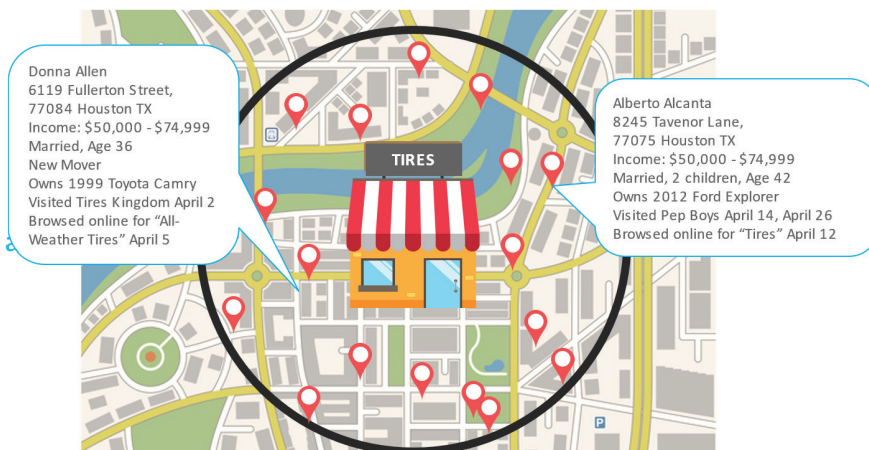 Donna Allen
6119 Fullerton Street,
77084 Houston TX
Income: $50,000 - $74,999
Married, Age 36
New Mover
Owns 1999 Toyota Camry
Visited Tires Kingdom April 2
Browsed online for “All-
Weather Tires” April 5
TIRES
Alberto Alcanta
8245 Tavenor Lane,
77075 Houston TX
Income: $50,000 - $74,999
Married, 2 children, Age 42
Owns 2012 Ford Explorer
Visited Pep Boys April 14, April 26
Browsed online for “Tires” April 12
P